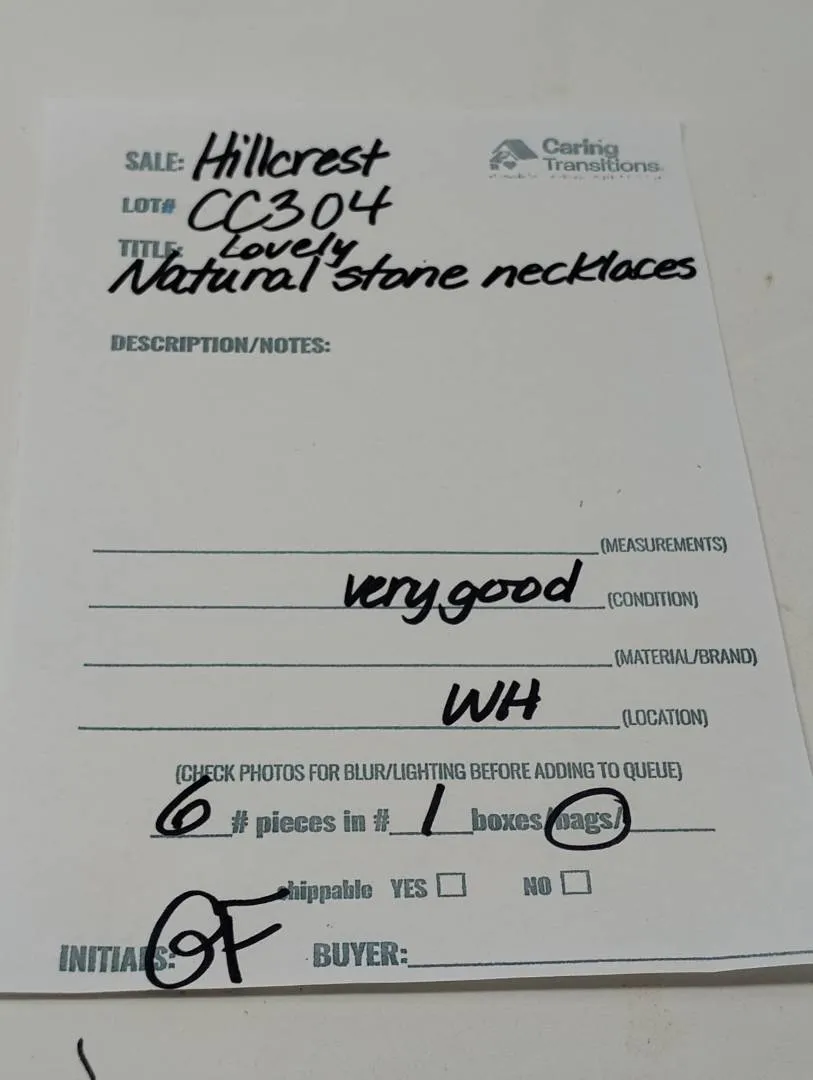 SALE: Hillcrest
Caring
Transitions
LOT# CC304
TITLE: Lovely
Natural stone necklaces
DESCRIPTION/NOTES:
(MEASUREMENTS)
very good (CONDITION)
(MATERIAL/BRAND)
WH (LOCATION)
(CHECK PHOTOS FOR BLUR/LIGHTING BEFORE ADDING TO QUEUE)
6 # pieces in # 1 boxes/bags/
shippable YES NO
INITIALS: GF BUYER: